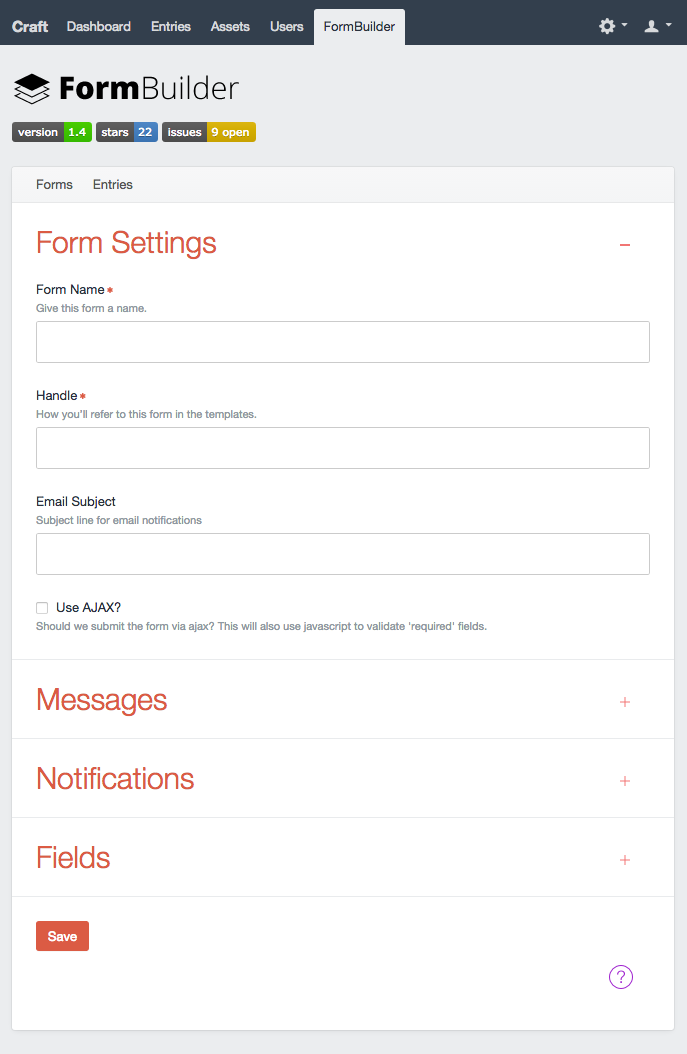 Craft Dashboard Entries Assets Users FormBuilder
FormBuilder
version 1.4 stars 22 issues 9 open
Forms Entries
Form Settings
Form Name*
Give this form a name.
Handle*
How you'll refer to this form in the templates.
Email Subject
Subject line for email notifications
Use AJAX?
Should we submit the form via ajax? This will also use javascript to validate 'required' fields.
Messages
Notifications
Fields
Save
?